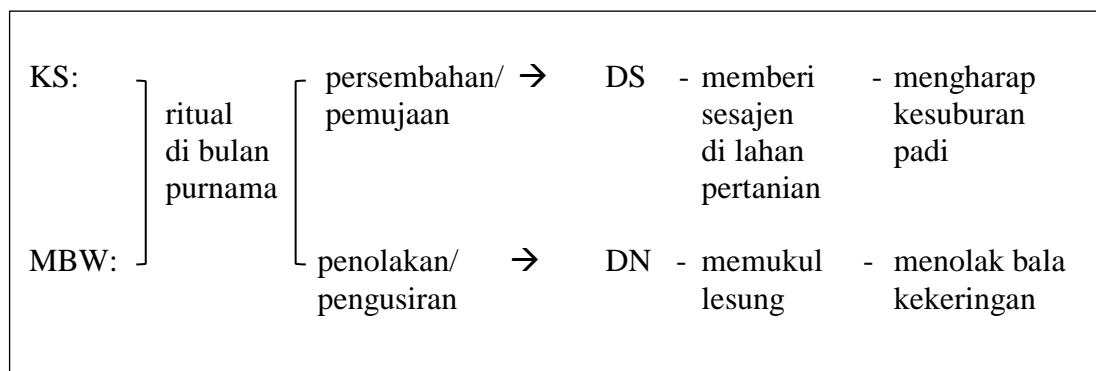 KS: persembahan/ → DS - memberi - mengharap
ritual pemujaan sesajen kesuburan
di bulan di lahan padi
purnama pertanian
MBW: penolakan/ → DN - memukul - menolak bala
pengusiran lesung kekeringan